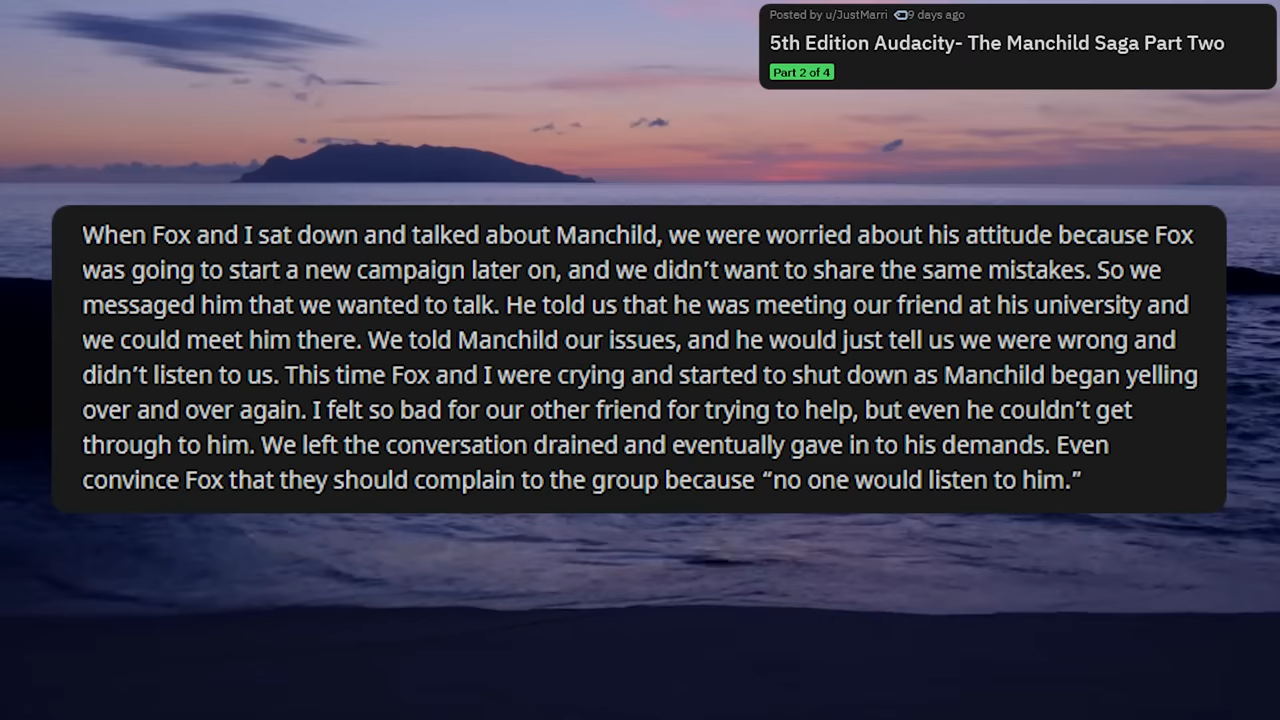 Posted by u/JustMarri 9 days ago
5th Edition Audacity- The Manchild Saga Part Two
Part 2 of 4
When Fox and I sat down and talked about Manchild, we were worried about his attitude because Fox
was going to start a new campaign later on, and we didn’t want to share the same mistakes. So we
messaged him that we wanted to talk. He told us that he was meeting our friend at his university and
we could meet him there. We told Manchild our issues, and he would just tell us we were wrong and
didn’t listen to us. This time Fox and I were crying and started to shut down as Manchild began yelling
over and over again. I felt so bad for our other friend for trying to help, but even he couldn’t get
through to him. We left the conversation drained and eventually gave in to his demands. Even
convince Fox that they should complain to the group because “no one would listen to him.”